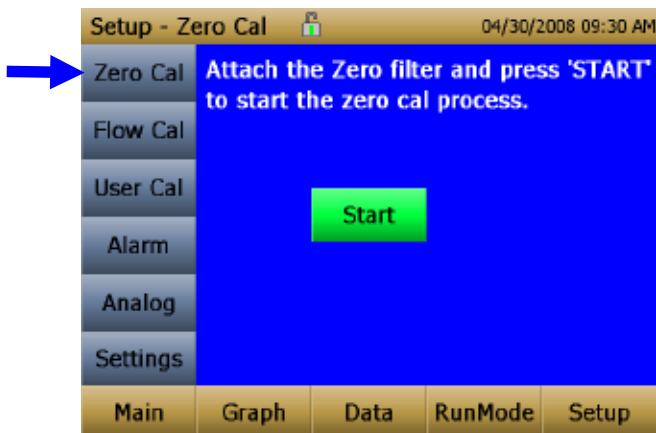 Setup - Zero Cal 04/30/2008 09:30 AM
Zero Cal
Flow Cal
User Cal
Alarm
Analog
Settings
Attach the Zero filter and press 'START'
to start the zero cal process.
Start
Main Graph Data RunMode Setup